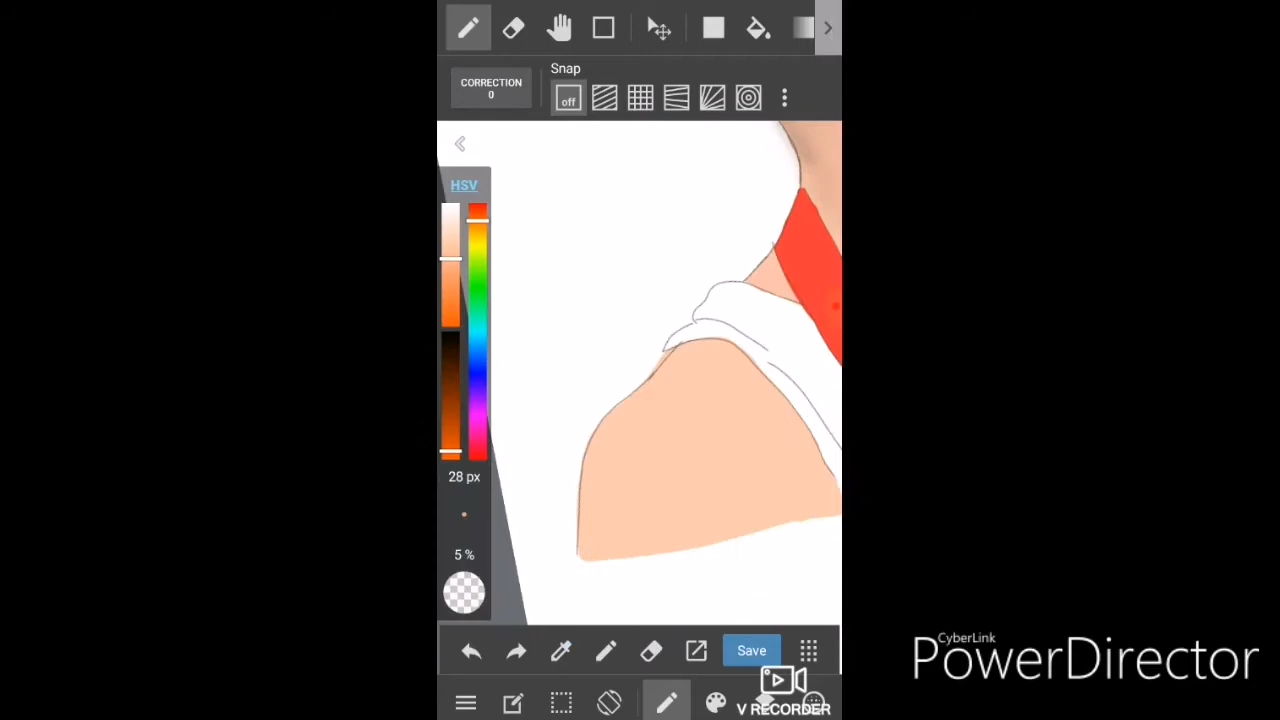 Snap
CORRECTION
0
off
HSV
28 px
5 %
Save
V RECORDER
CyberLink
PowerDirector